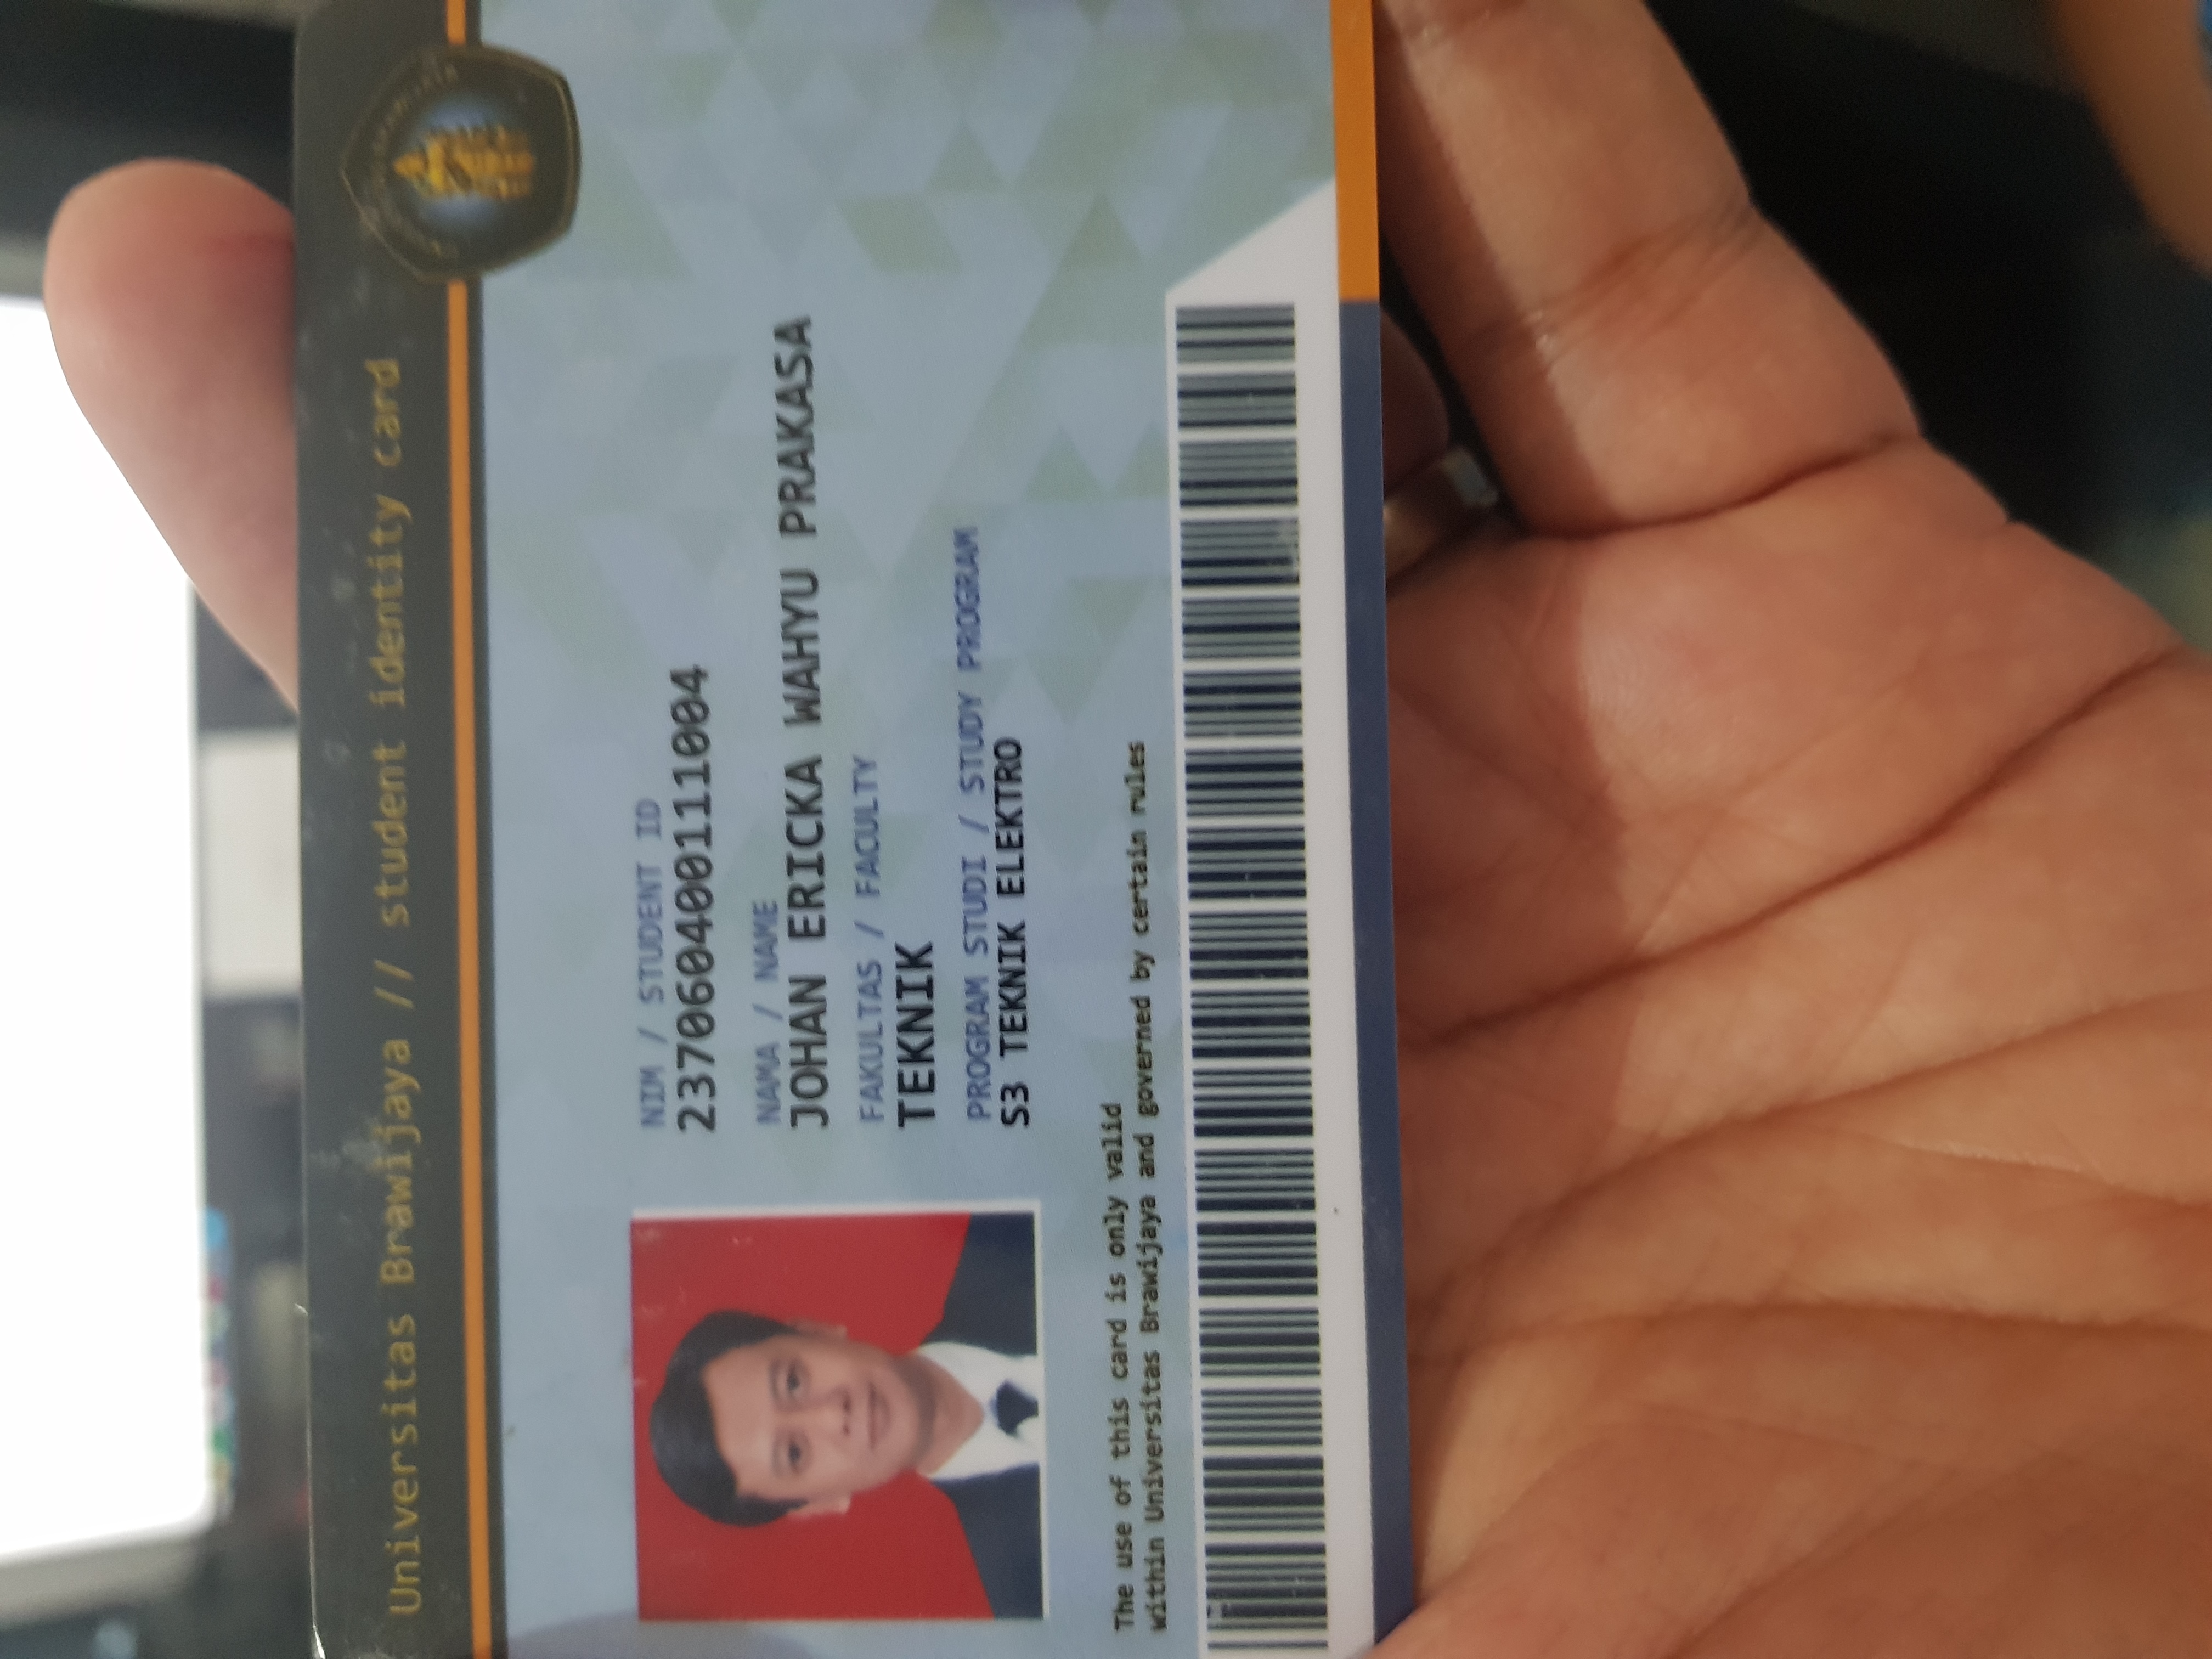 Universitas Brawijaya // student identity card
NIM / STUDENT ID
237060400111004
NAMA / NAME
JOHAN ERICKA WAHYU PRAKASA
FAKULTAS / FACULTY
TEKNIK
PROGRAM STUDI / STUDY PROGRAM
S3 TEKNIK ELEKTRO
The use of this card is only valid
within Universitas Brawijaya and governed by certain rules